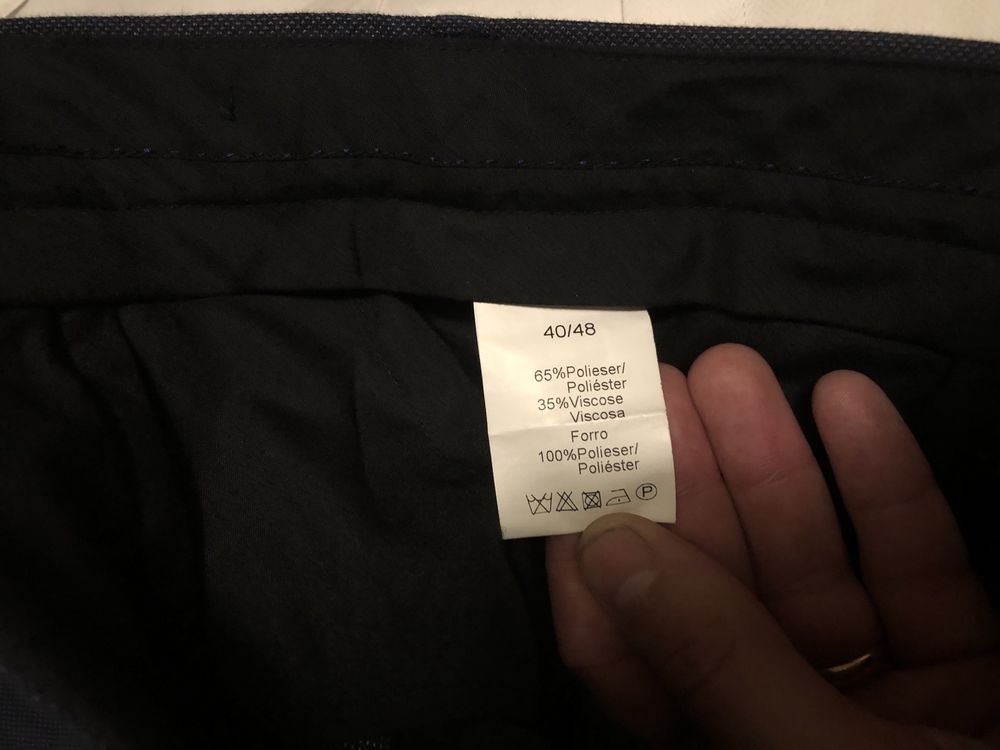 40/48
65%Polieser/
Poliéster
35%Viscose
Viscosa
Forro
100%Polieser/
Poliéster
P